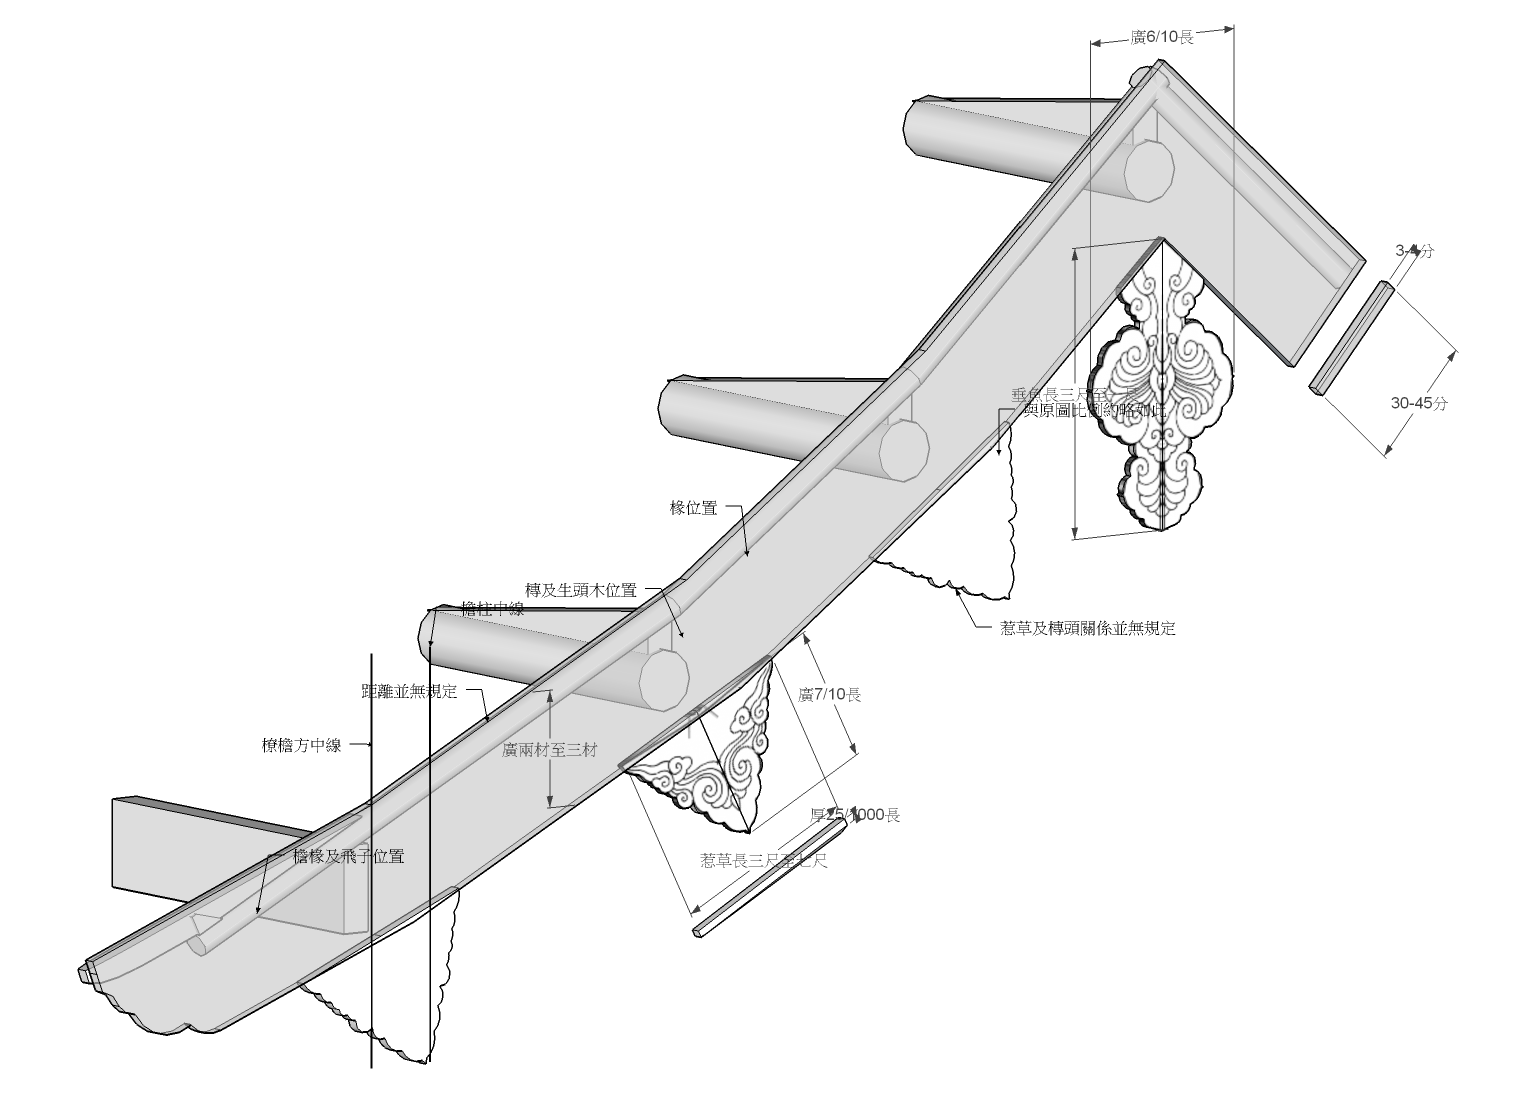 廣6/10長
3-4分
30-45分
垂魚長三尺至 尺
與原圖比例約略如此
椽位置
槫及生頭木位置
檐柱中線
惹草及槫頭關係並無規定
距離並無規定
廣7/10長
橑檐方中線
廣兩材至三材
厚25/1000長
檐椽及飛子位置
惹草長三尺至七尺